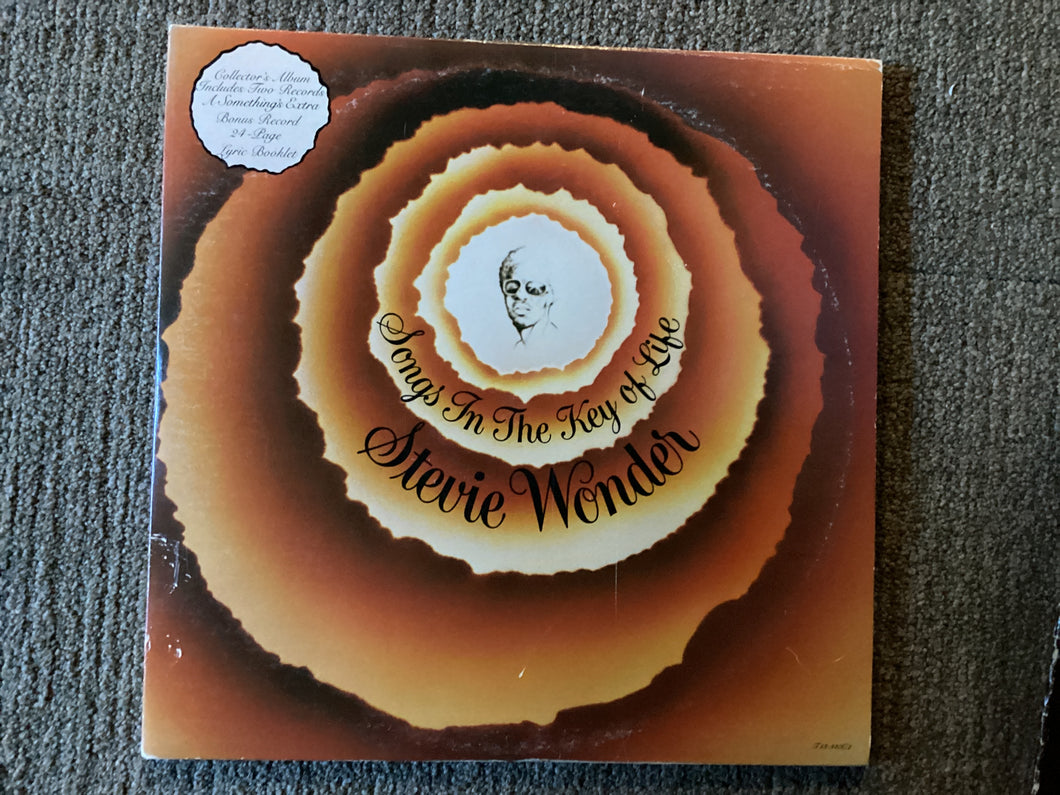 Collector's Album
Includes Two Records
A Something's Extra
Bonus Record
24-Page
Lyric Booklet
Songs In The Key of Life
Stevie Wonder